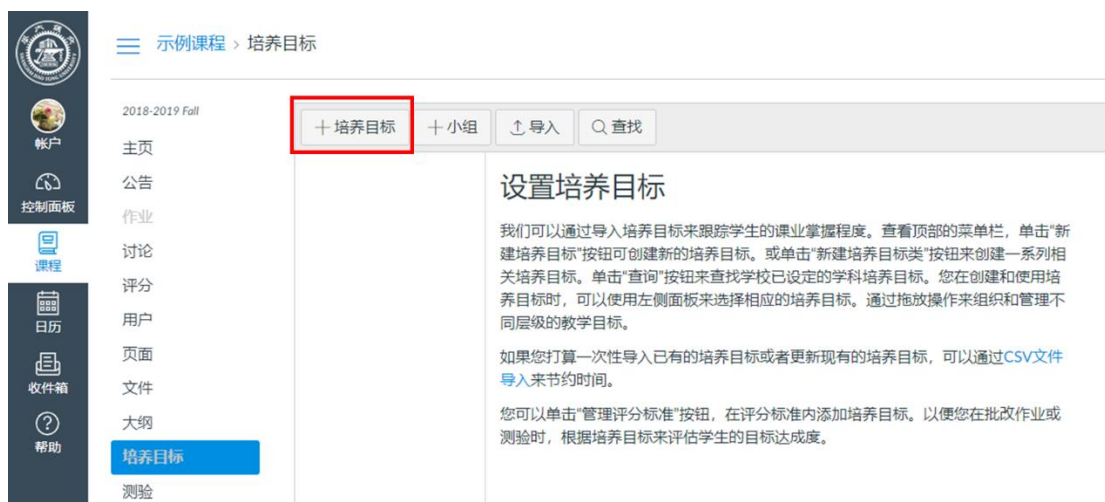 示例课程 › 培养目标
帐户
控制面板
课程
日历
收件箱
帮助
2018-2019 Fall
主页
公告
作业
讨论
评分
用户
页面
文件
大纲
培养目标
测验
+培养目标 +小组 导入 查找
设置培养目标
我们可以通过导入培养目标来跟踪学生的课业掌握程度。查看顶部的菜单栏，单击“新
建培养目标”按钮可创建新的培养目标。或单击“新建培养目标类”按钮来创建一系列相
关培养目标。单击“查询”按钮来查找学校已设定的学科培养目标。您在创建和使用培
养目标时，可以使用左侧面板来选择相应的培养目标。通过拖放操作来组织和管理不
同层级的教学目标。
如果您打算一次性导入已有的培养目标或者更新现有的培养目标，可以通过CSV文件
导入来节约时间。
您可以单击“管理评分标准”按钮，在评分标准内添加培养目标。以便您在批改作业或
测验时，根据培养目标来评估学生的目标达成度。